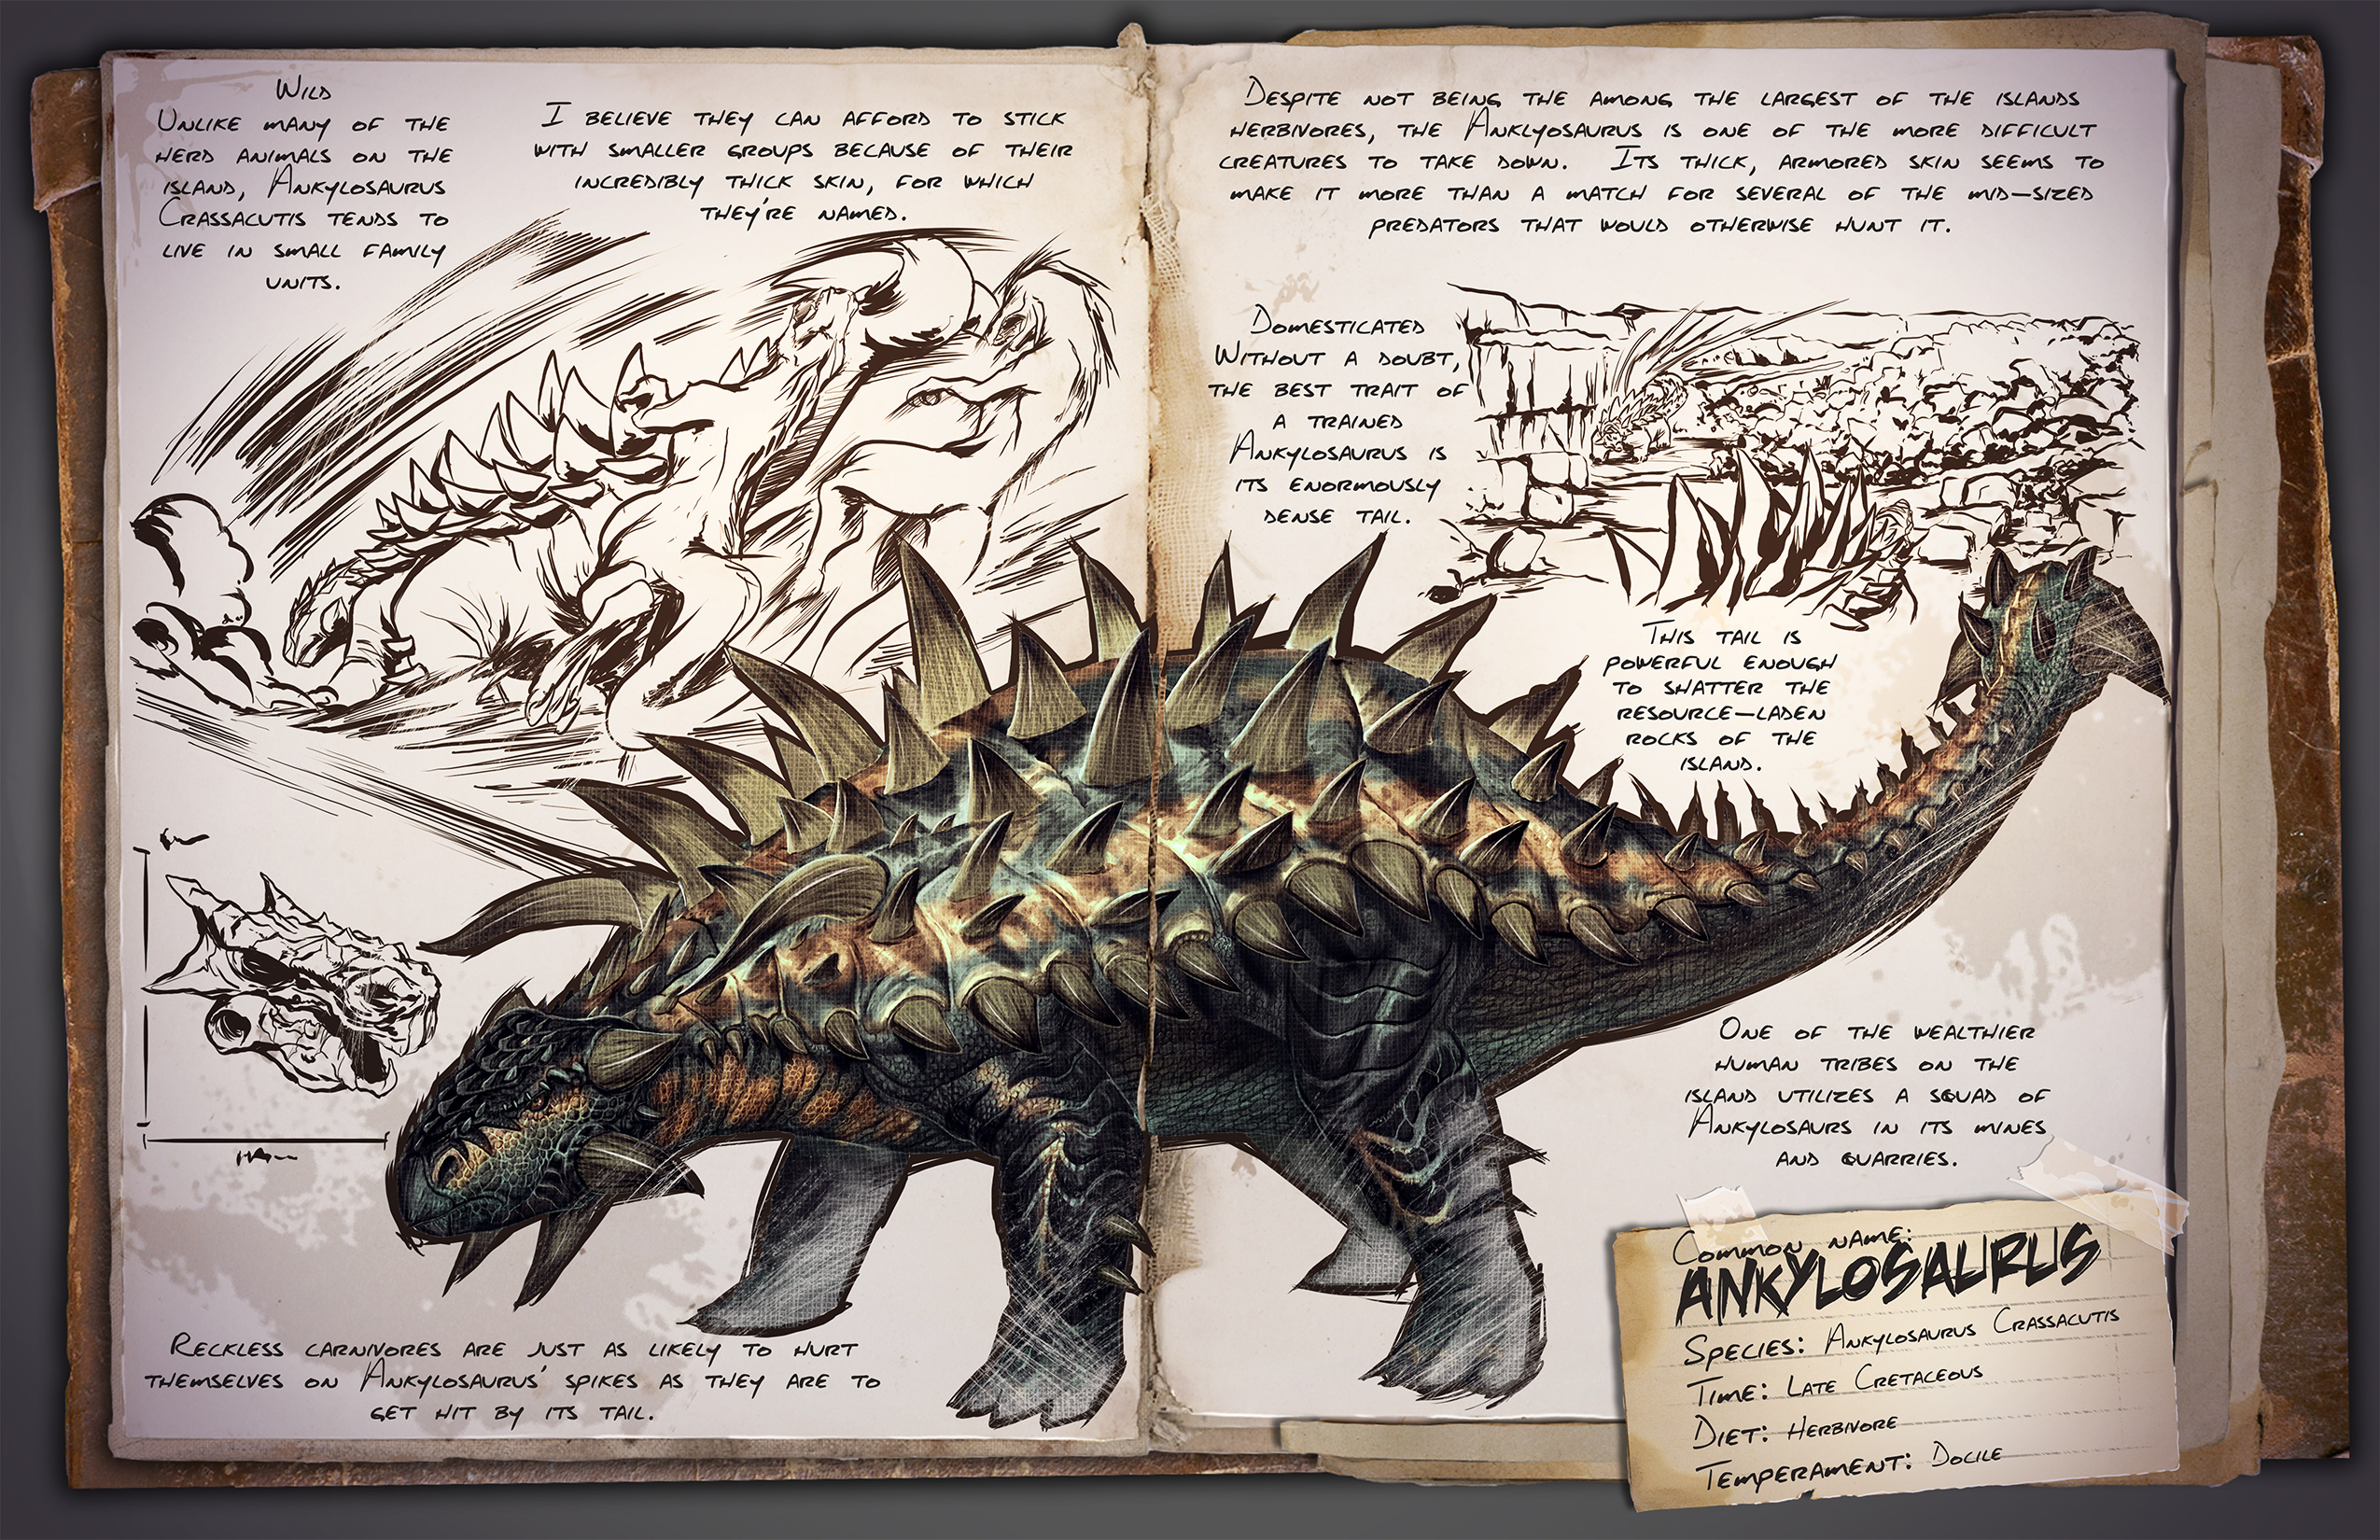 Wild
Unlike many of the
herd animals on the
island, Ankylosaurus
Crassacutis tends to
live in small family
units.
I believe they can afford to stick
with smaller groups because of their
incredibly thick skin, for which
they're named.
Reckless carnivores are just as likely to hurt
themselves on Ankylosaurus' spikes as they are to
get hit by its tail.
Despite not being the among the largest of the islands
herbivores, the Anklyosaurus is one of the more difficult
creatures to take down. Its thick, armored skin seems to
make it more than a match for several of the mid-sized
predators that would otherwise hunt it.
Domesticated
Without a doubt,
the best trait of
a trained
Ankylosaurus is
its enormously
dense tail.
This tail is
powerful enough
to shatter the
resource-laden
rocks of the
island.
One of the wealthier
human tribes on the
island utilizes a squad of
Ankylosaurs in its mines
and quarries.
Common name:
ANKYLOSAURUS
Species: Ankylosaurus Crassacutis
Time: Late Cretaceous
Diet: Herbivore
Temperament: Docile